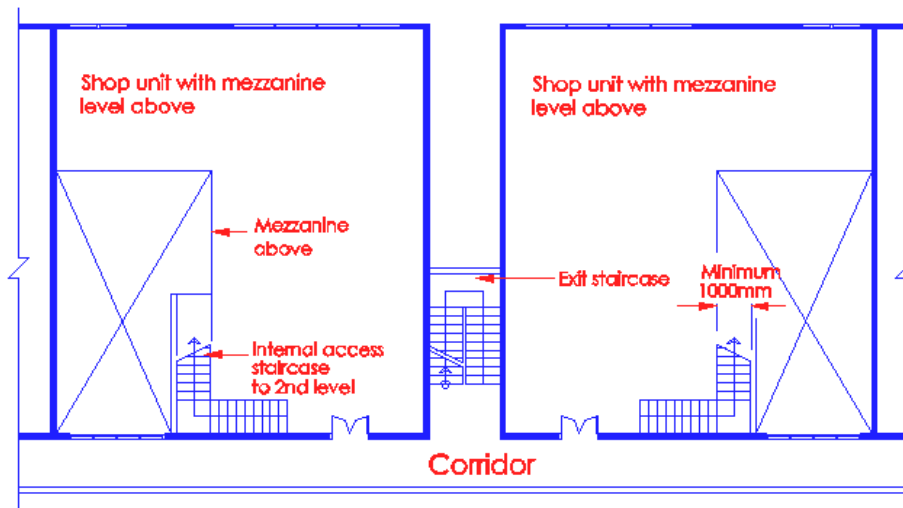 Shop unit with mezzanine
level above
Shop unit with mezzanine
level above
Mezzanine
above
Exit staircase
Minimum
1000mm
Internal access
staircase
to 2nd level
Corridor